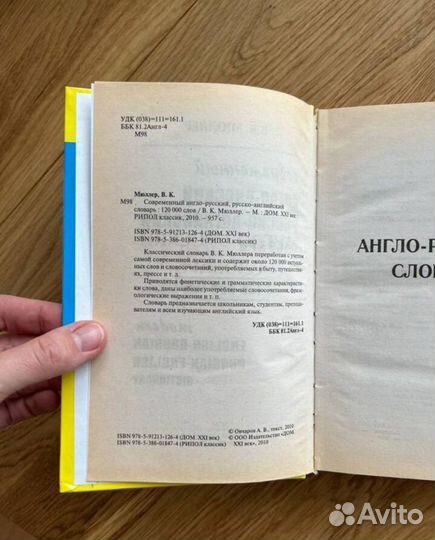 УДК (038)=111=161.1
ББК 81.2Англ-4
М98
Мюллер, В. К.
М98 Современный англо-русский, русско-английский
словарь : 120 000 слов / В. К. Мюллер. — М. : ДОМ. XXI век
РИПОЛ классик, 2010. — 957 с.
ISBN 978-5-91213-126-4 (ДОМ. XXI век)
ISBN 978-5-386-01847-4 (РИПОЛ классик)
Классический словарь В. К. Мюллера переработан с учетом
самой современной лексики и содержит около 120 000 актуаль-
ных слов и словосочетаний, употребляемых в быту, путешестви-
ях, прессе и т. д.
Приводятся фонетические и грамматические характеристи-
ки слова, даны наиболее употребляемые словосочетания, фразе-
ологические выражения и т. п.
Словарь предназначается школьникам, студентам, препода-
вателям и всем изучающим английский язык.
УДК (038)=111=161.1
ББК 81.2Англ-4
© Овчаров А. В., текст, 2010
ISBN 978-5-91213-126-4 (ДОМ. XXI век) © ООО Издательство «ДОМ.
ISBN 978-5-386-01847-4 (РИПОЛ классик) XXI век», 2010
АНГЛО-Р
СЛОВ
Avito